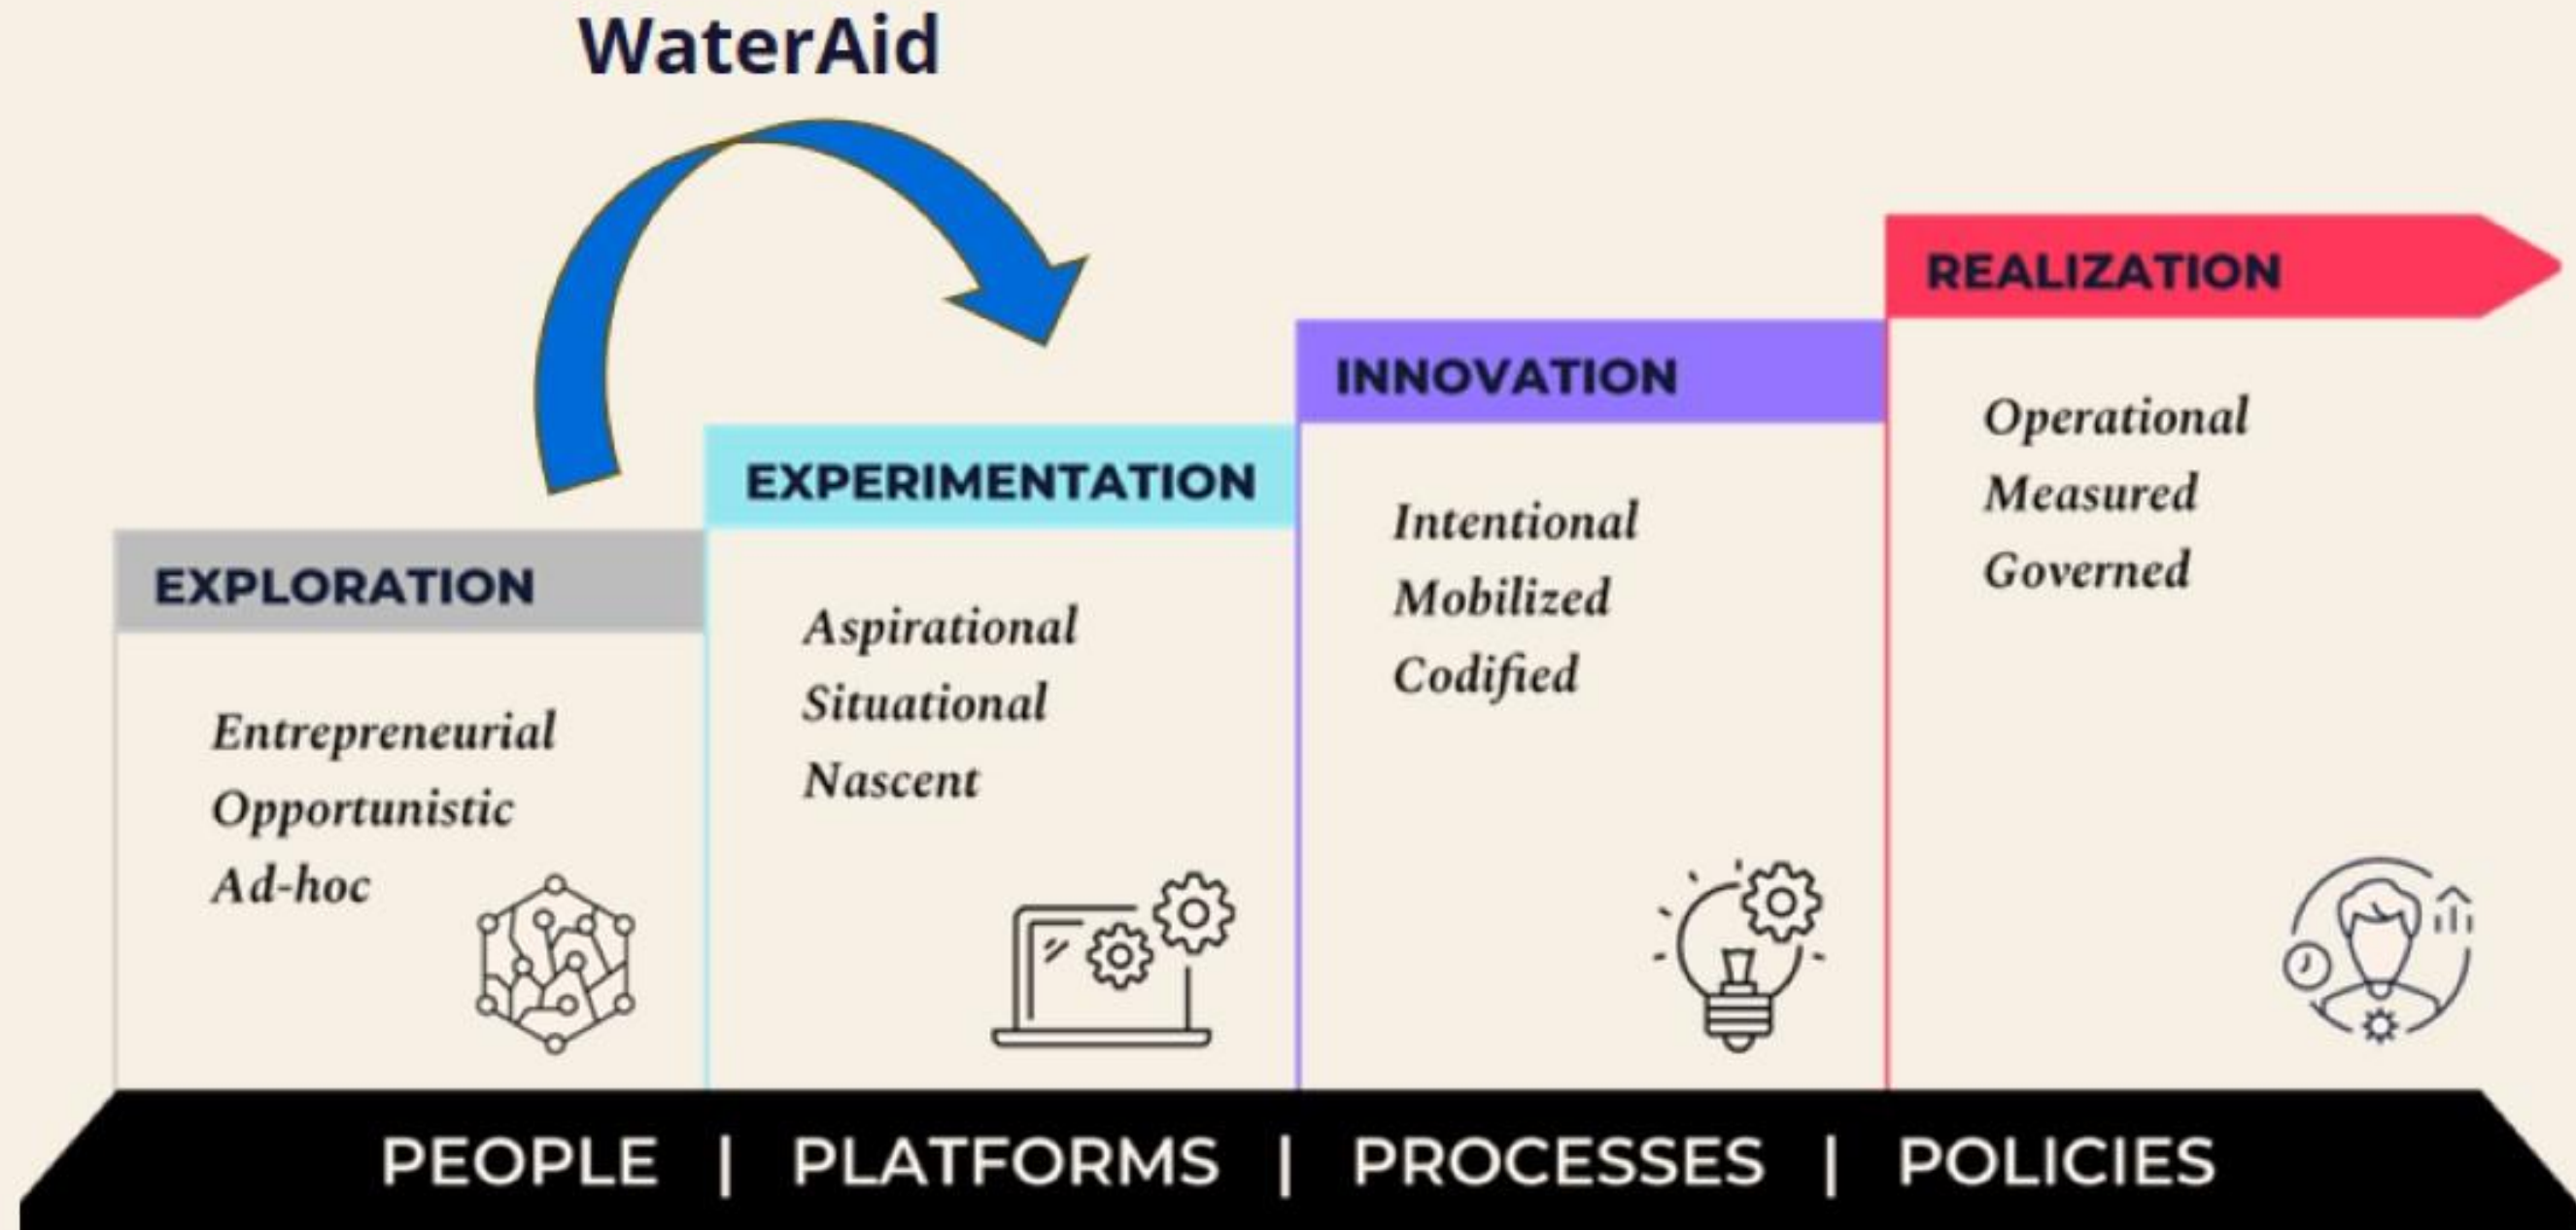 WaterAid
EXPLORATION
Entrepreneurial
Opportunistic
Ad-hoc
EXPERIMENTATION
Aspirational
Situational
Nascent
INNOVATION
Intentional
Mobilized
Codified
REALIZATION
Operational
Measured
Governed
PEOPLE | PLATFORMS | PROCESSES | POLICIES